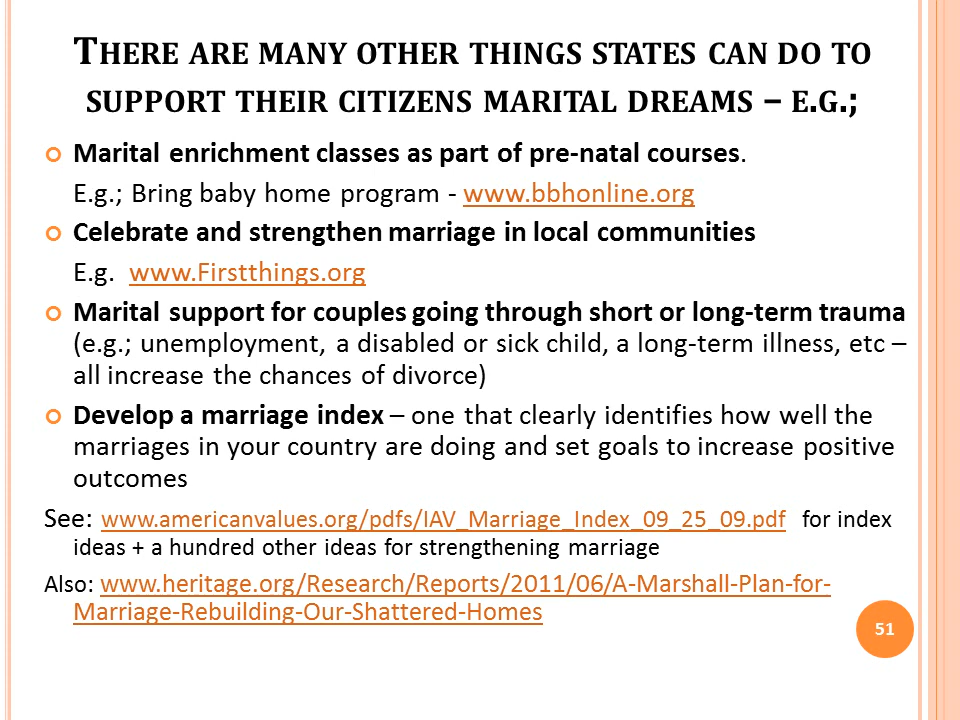 THERE ARE MANY OTHER THINGS STATES CAN DO TO
SUPPORT THEIR CITIZENS MARITAL DREAMS – E.G.;
Marital enrichment classes as part of pre-natal courses.
E.g.; Bring baby home program - www.bbhonline.org
Celebrate and strengthen marriage in local communities
E.g. www.Firstthings.org
Marital support for couples going through short or long-term trauma
(e.g.; unemployment, a disabled or sick child, a long-term illness, etc –
all increase the chances of divorce)
Develop a marriage index – one that clearly identifies how well the
marriages in your country are doing and set goals to increase positive
outcomes
See: www.americanvalues.org/pdfs/IAV_Marriage_Index_09_25_09.pdf for index
ideas + a hundred other ideas for strengthening marriage
Also: www.heritage.org/Research/Reports/2011/06/A-Marshall-Plan-for-
Marriage-Rebuilding-Our-Shattered-Homes
51